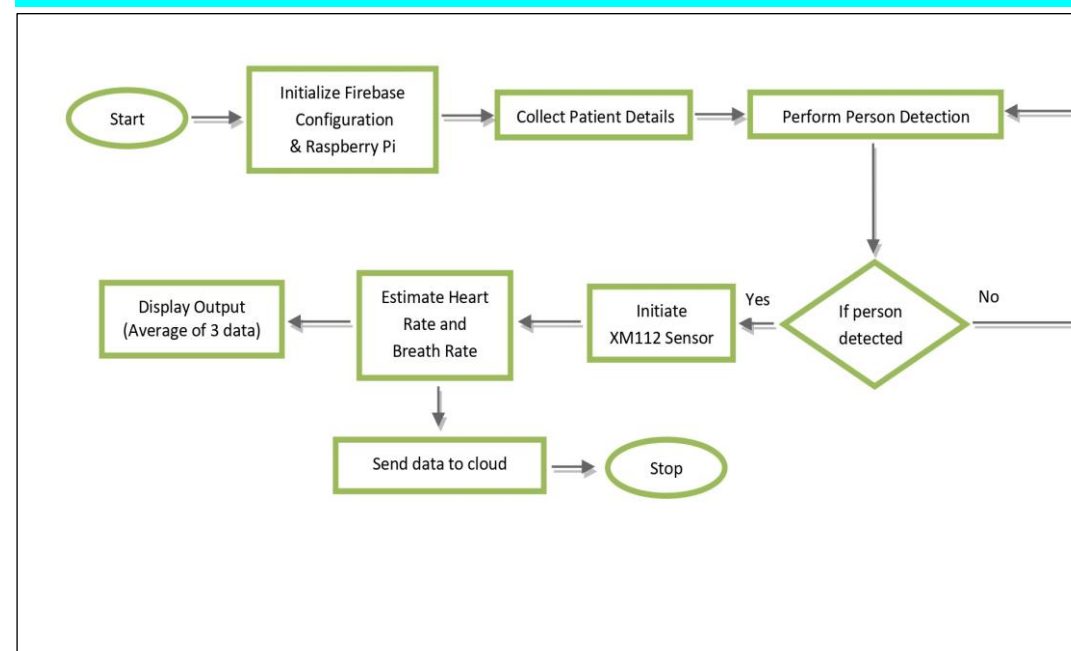 Start
Initialize Firebase
Configuration
& Raspberry Pi
Collect Patient Details
Perform Person Detection
Display Output
(Average of 3 data)
Estimate Heart
Rate and
Breath Rate
Initiate
XM112 Sensor
Yes
If person
detected
No
Send data to cloud
Stop